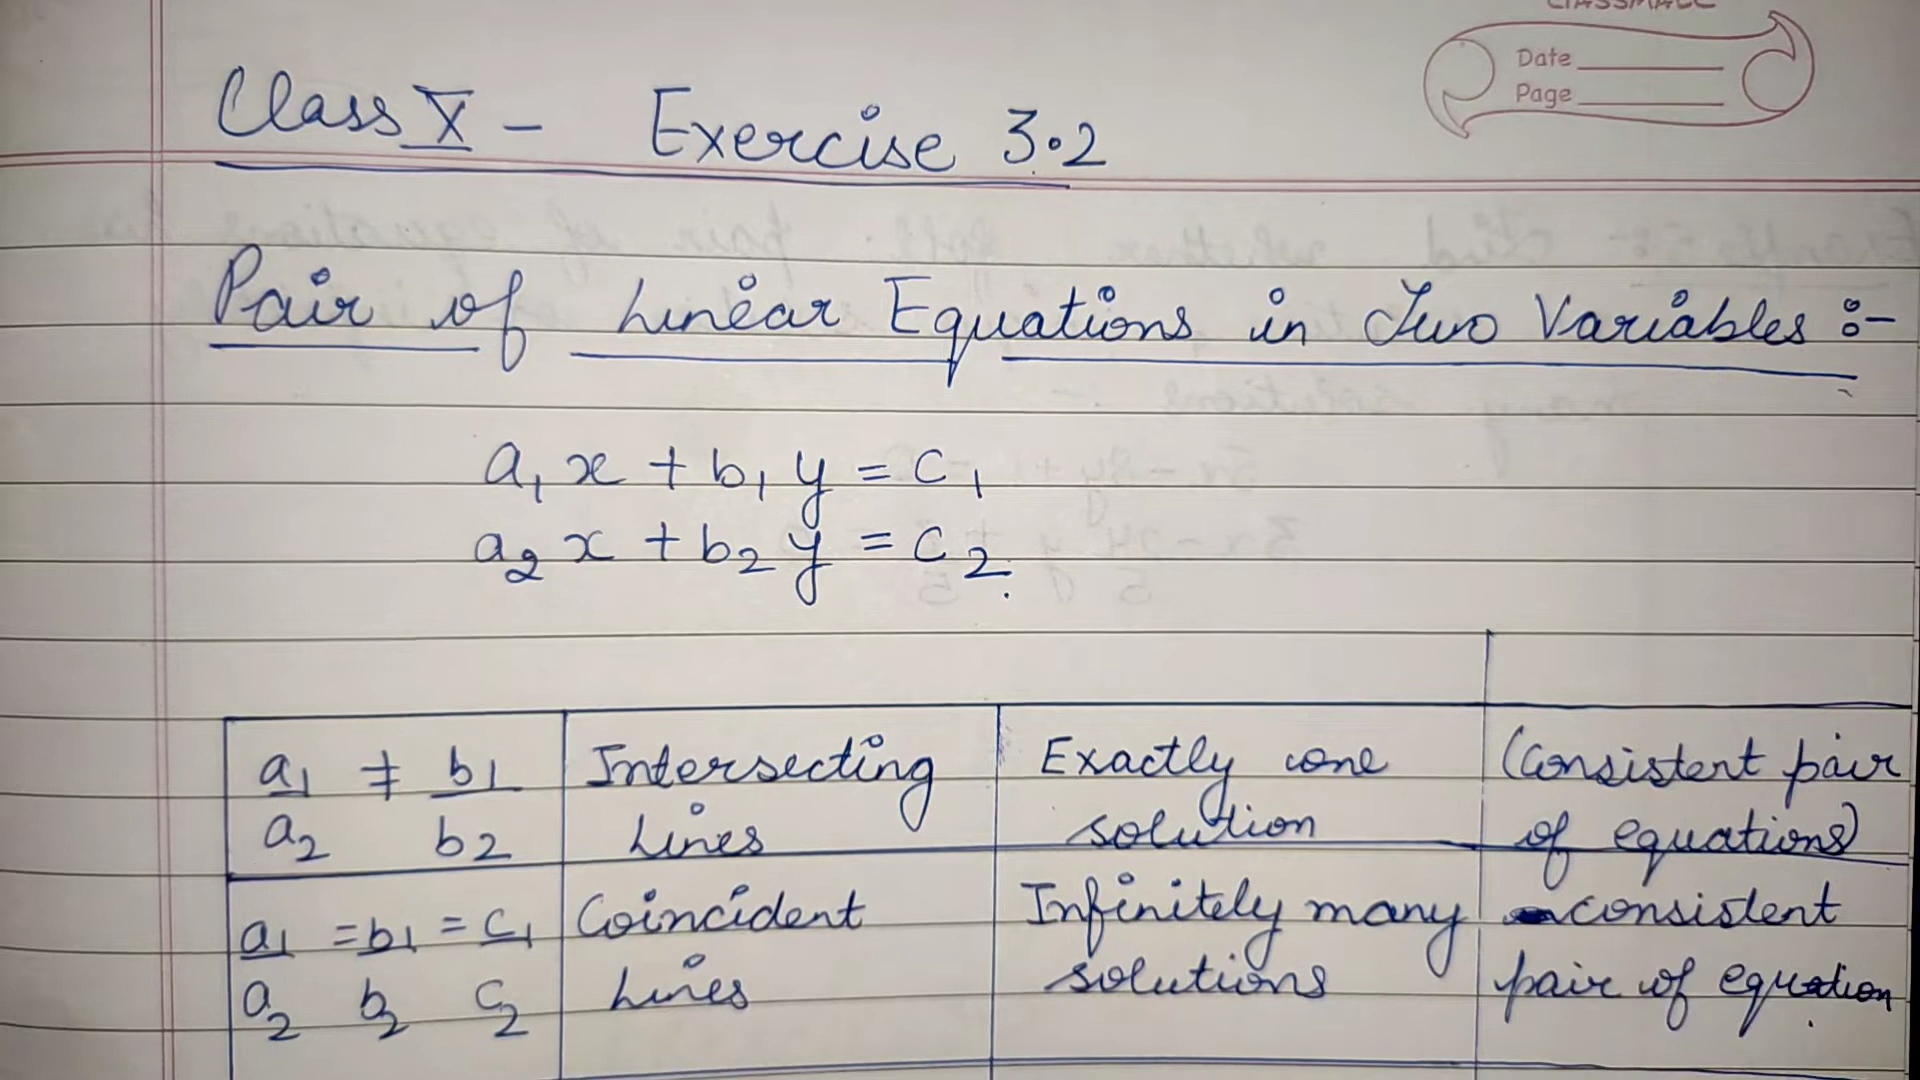 Date
Page
Class X - Exercise 3.2
Pair of Linear Equations in Two Variables :-
a₁x + b₁y = c₁
a₂x + b₂y = c₂.
a₁ ≠ b₁ Intersecting Exactly one (consistent pair
a₂ b₂ Lines solution of equations)
a₁ = b₁ = c₁ Coincident Infinitely many consistent
a₂ b₂ c₂ Lines solutions pair of equation